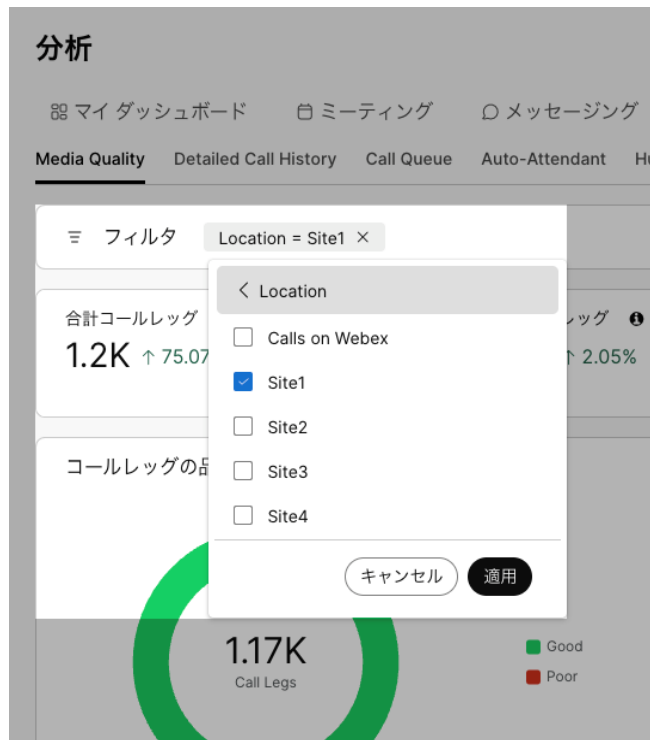 分析
マイ ダッシュボード ミーティング メッセージング
Media Quality Detailed Call History Call Queue Auto-Attendant
フィルタ Location = Site1 ×
Location
合計コールレッグ レッグ
Calls on Webex
1.2K ↑ 75.07 ↑ 2.05%
Site1
Site2
コールレッグの品
Site3
Site4
キャンセル 適用
1.17K
Call Legs
Good
Poor